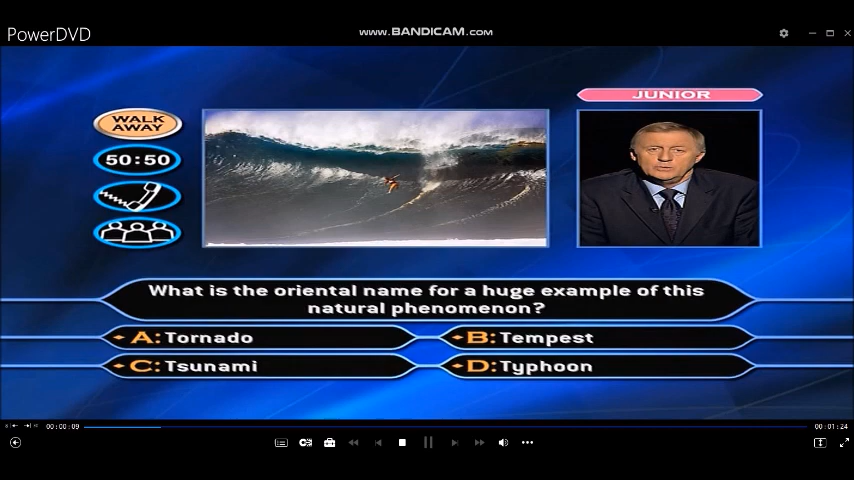 PowerDVD
www.BANDICAM.com
JUNIOR
WALK
AWAY
50:50
What is the oriental name for a huge example of this
natural phenomenon?
A: Tornado
B: Tempest
C: Tsunami
D: Typhoon
00:00:09
00:01:24